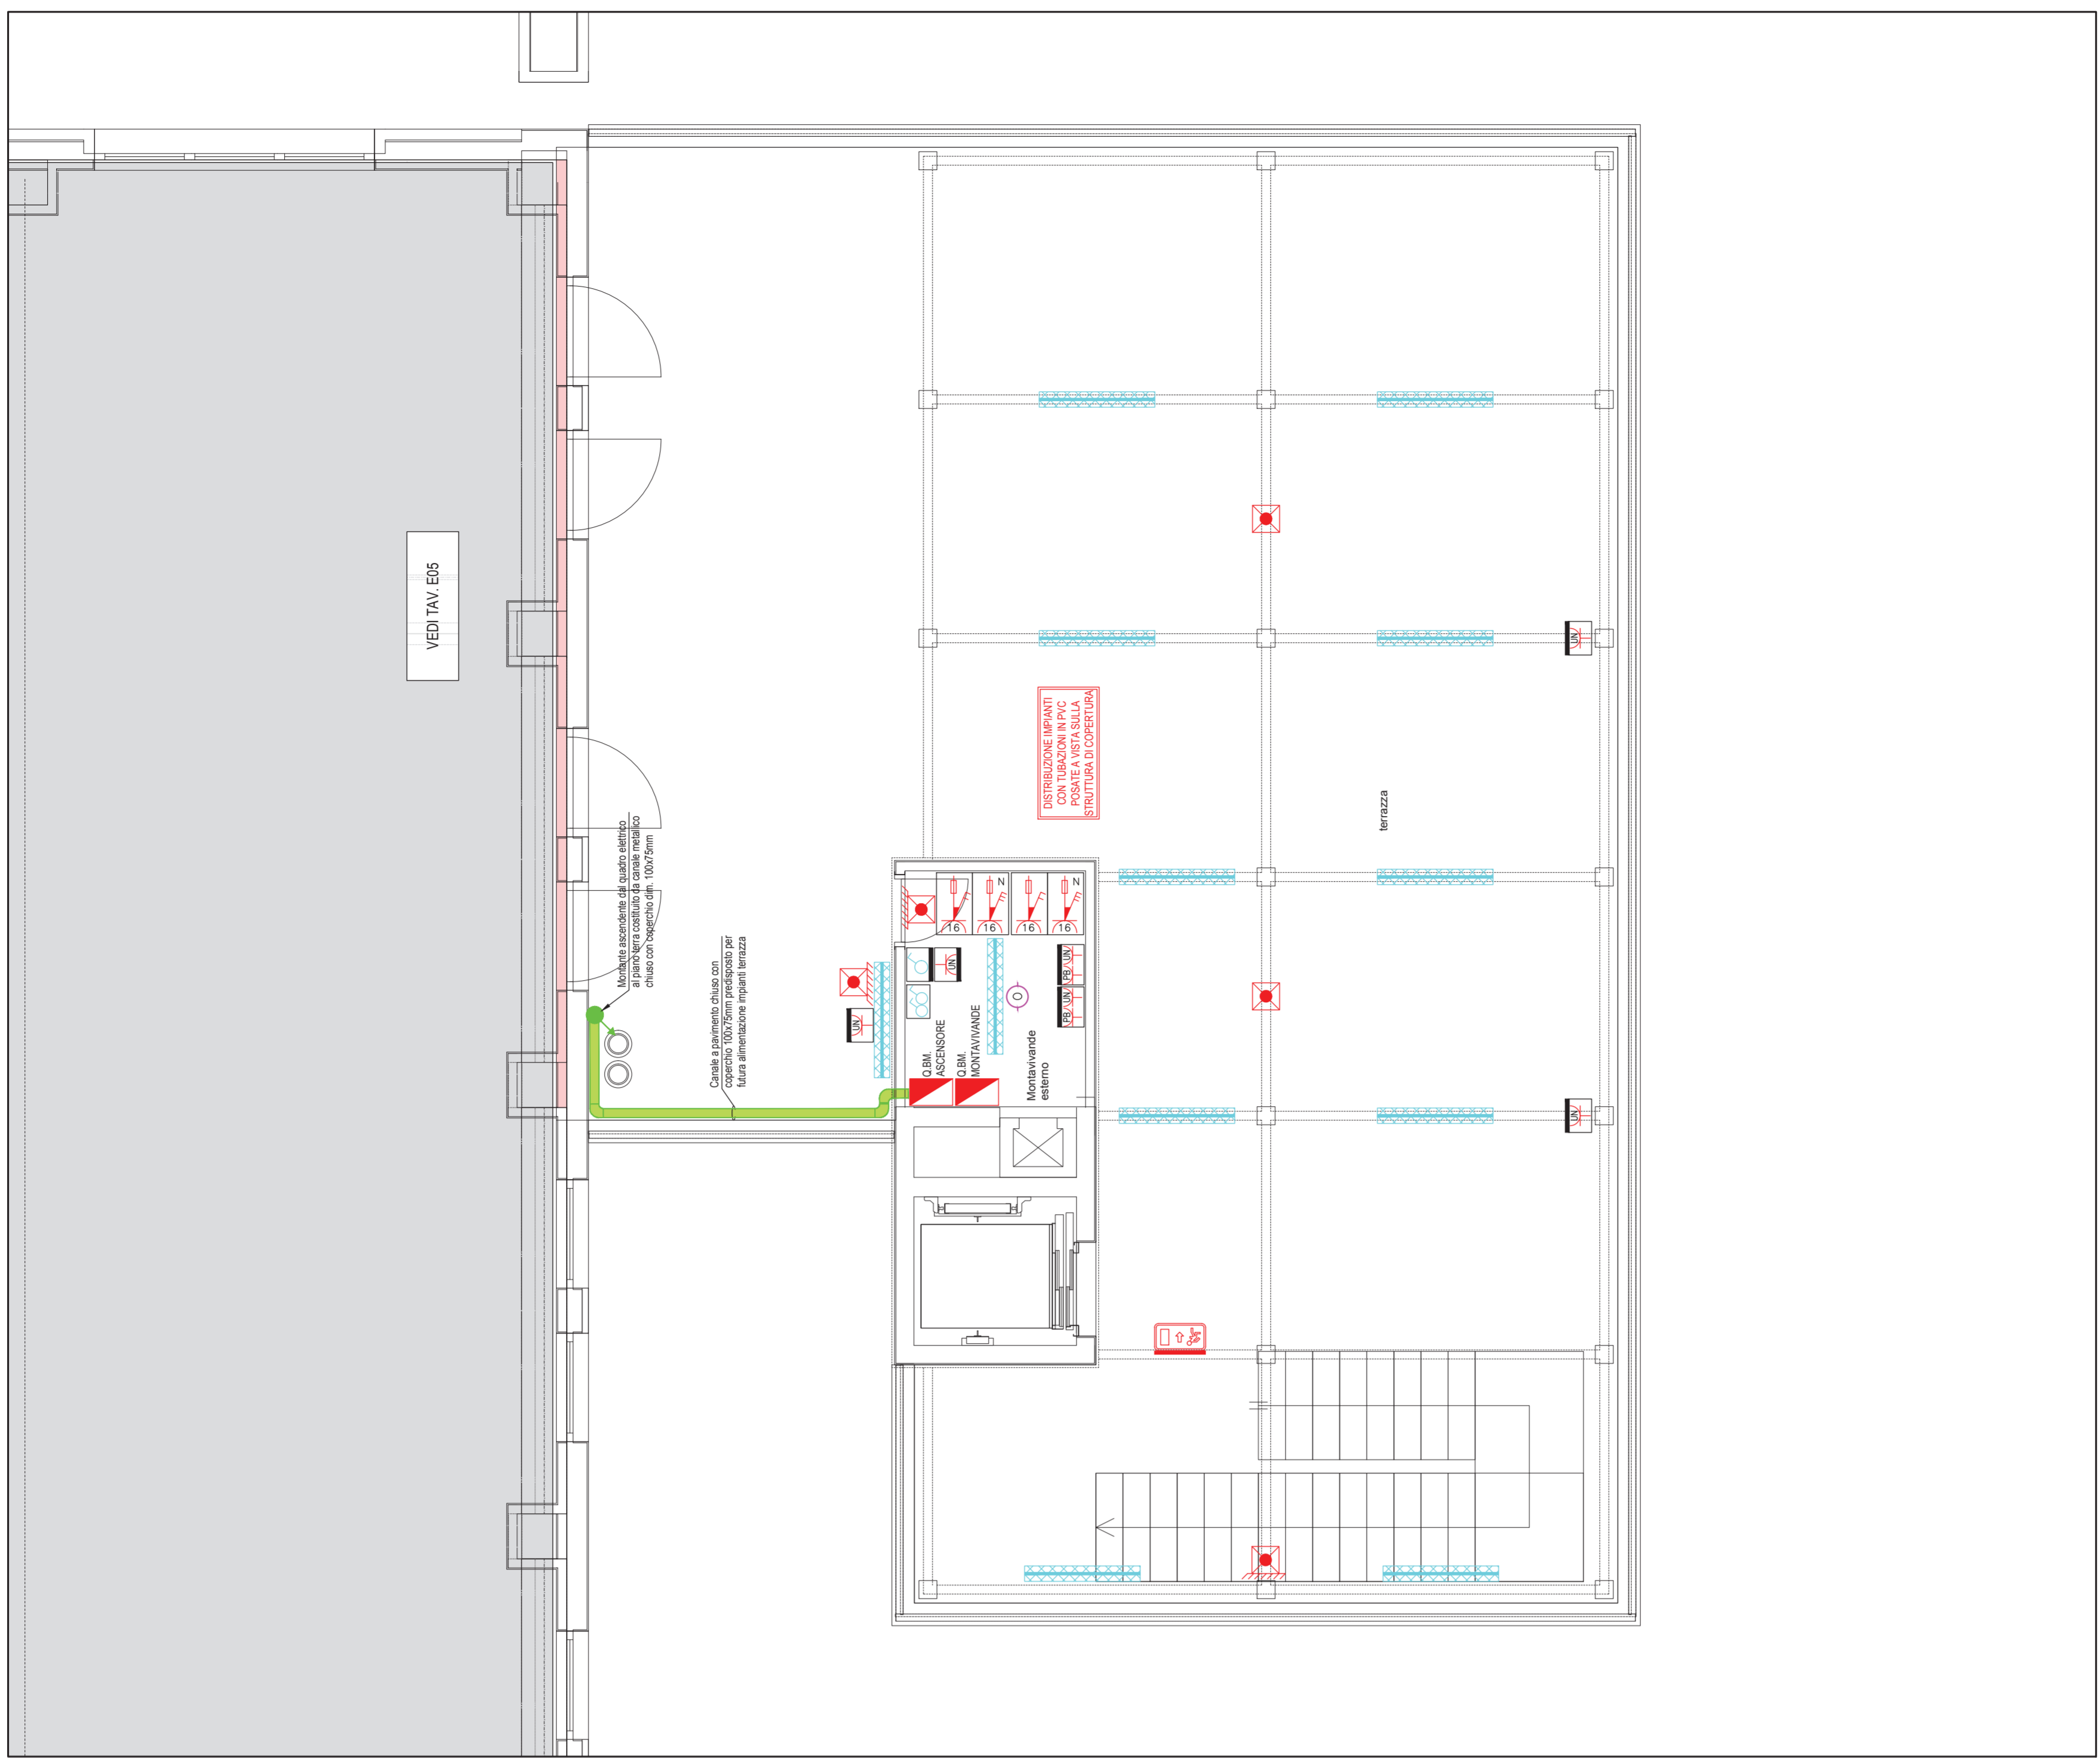 VEDI TAV. E05
Montante ascendente dal quadro elettrico
al piano terra costituito da canale metallico
chiuso con coperchio dim. 100x75mm
Canale a pavimento chiuso con
coperchio 100x75mm predisposto per
futura alimentazione impianti terrazza
DISTRIBUZIONE IMPIANTI
CON TUBAZIONI IN PVC
POSATE A VISTA SULLA
STRUTTURA DI COPERTURA
terrazza
N
N
16
16
16
16
UN
UN
PB
UN
PB
UN
UN
UN
Q.BM.
ASCENSORE
Q.BM.
MONTAVIVANDE
Montavivande
esterno